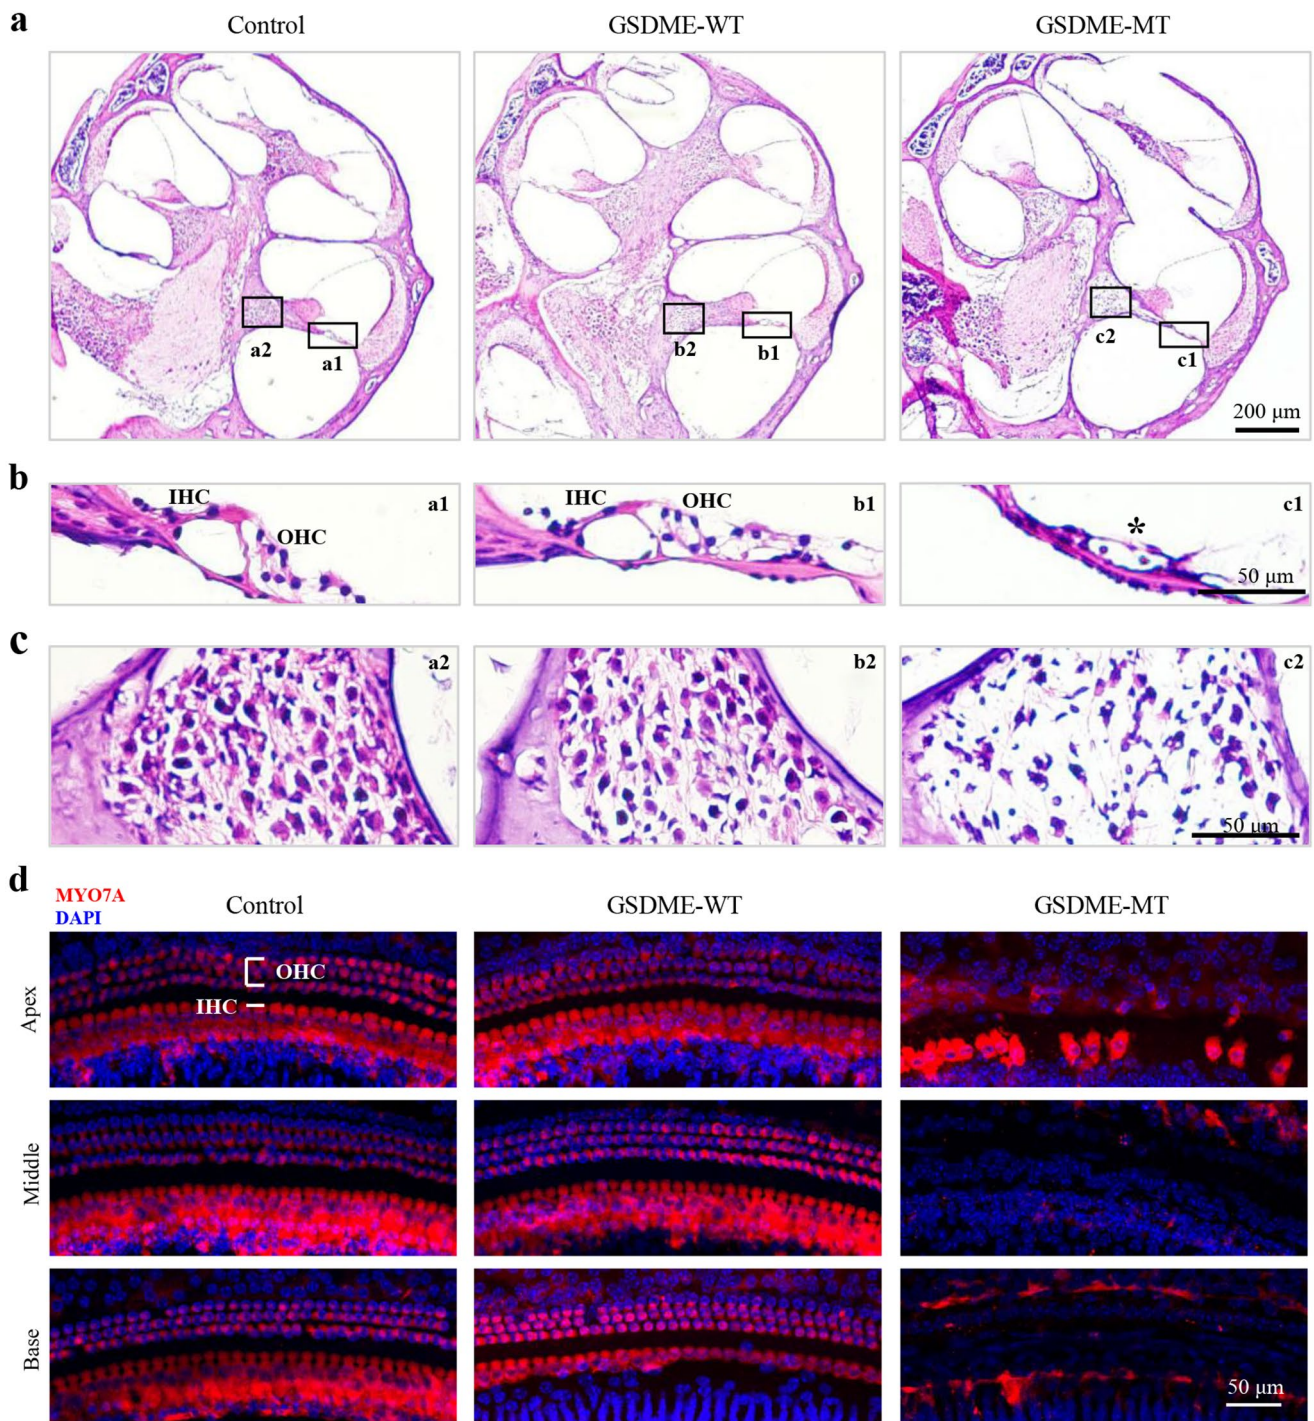 a
Control
GSDME-WT
GSDME-MT
a2
a1
b2
b1
c2
c1
200 μm
b
IHC
OHC
a1
IHC
OHC
b1
*
c1
50 μm
c
a2
b2
c2
50 μm
d
MYO7A
DAPI
Control
GSDME-WT
GSDME-MT
Apex
OHC
IHC
Middle
Base
50 μm